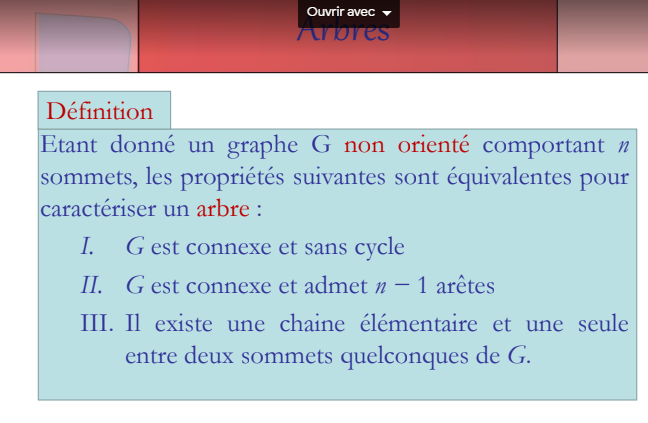 Ouvrir avec
Arbres
Définition
Etant donné un graphe G non orienté comportant n
sommets, les propriétés suivantes sont équivalentes pour
caractériser un arbre :
I. G est connexe et sans cycle
II. G est connexe et admet n − 1 arêtes
III. Il existe une chaine élémentaire et une seule
entre deux sommets quelconques de G.